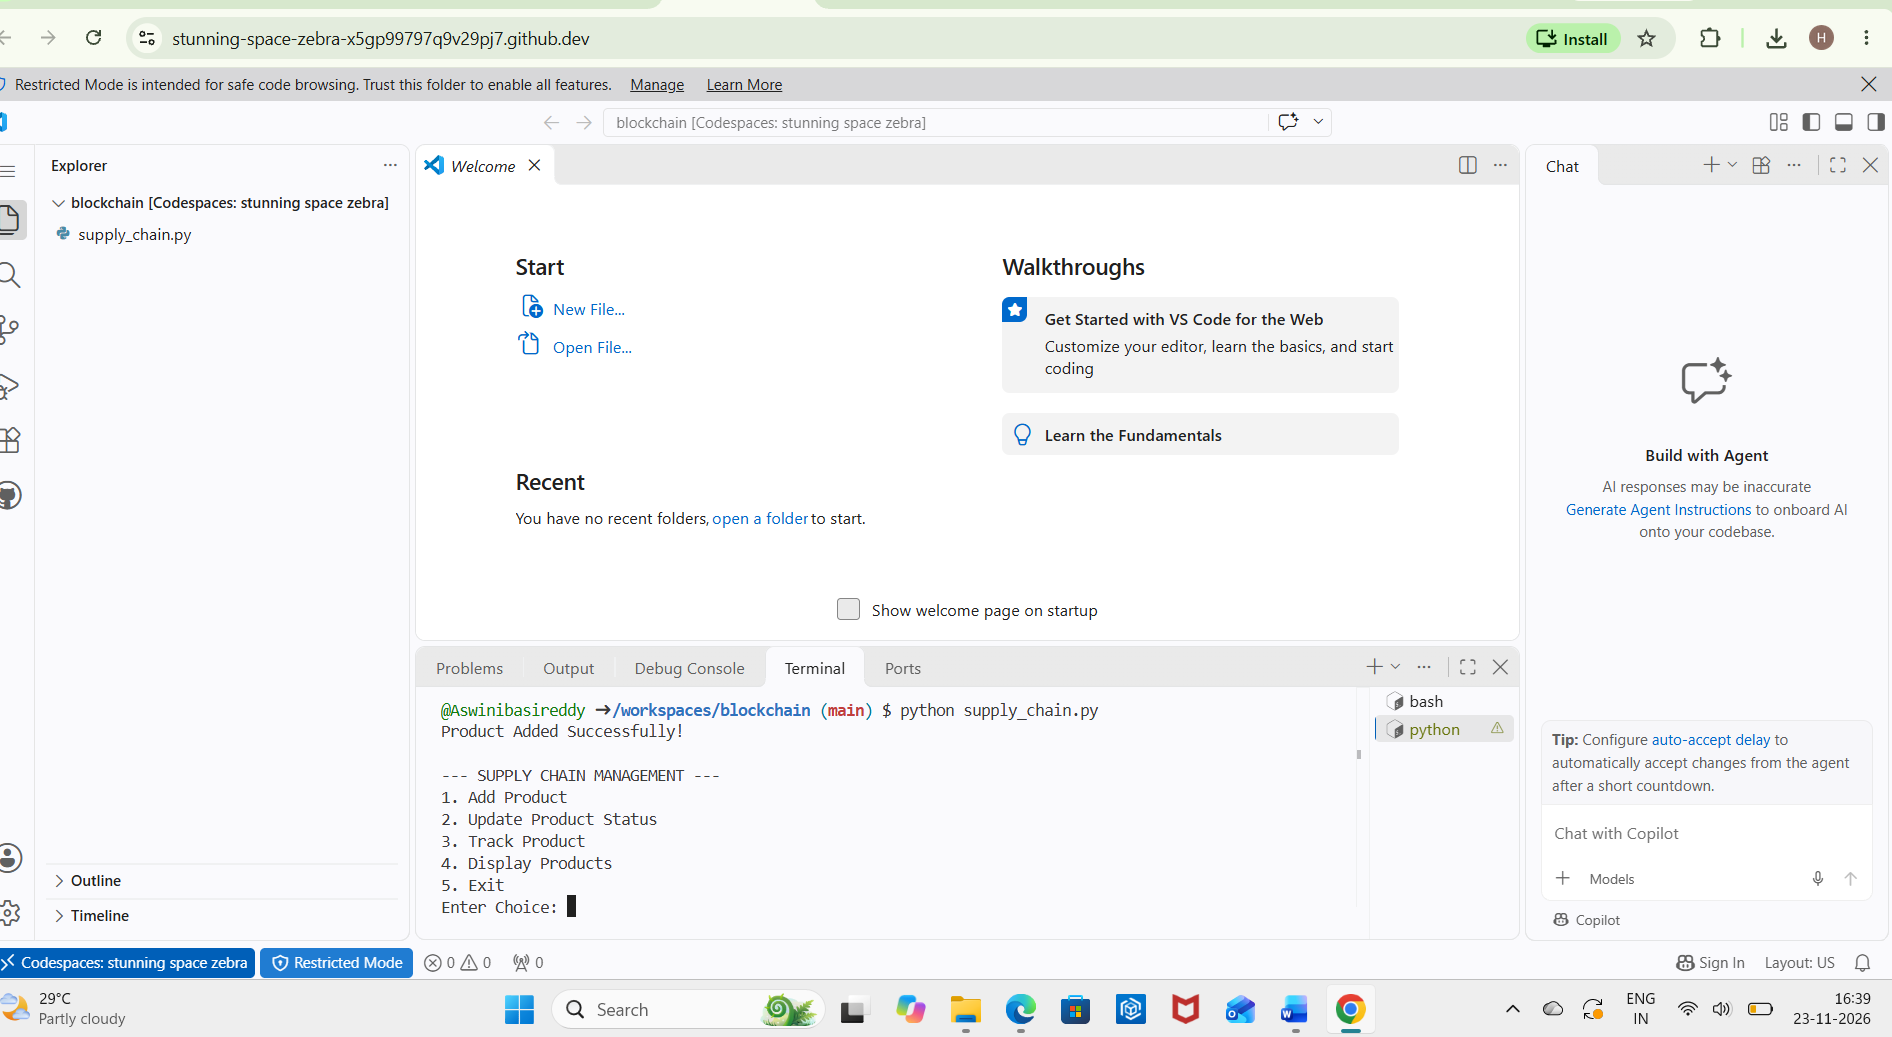 stunning-space-zebra-x5gp99797q9v29pj7.github.dev
Install
H
Restricted Mode is intended for safe code browsing. Trust this folder to enable all features. Manage Learn More
blockchain [Codespaces: stunning space zebra]
Explorer
blockchain [Codespaces: stunning space zebra]
supply_chain.py
Outline
Timeline
Welcome
Start
New File...
Open File...
Recent
You have no recent folders, open a folder to start.
Walkthroughs
Get Started with VS Code for the Web
Customize your editor, learn the basics, and start
coding
Learn the Fundamentals
Show welcome page on startup
Problems Output Debug Console Terminal Ports
@Aswinibasireddy ➜/workspaces/blockchain (main) $ python supply_chain.py
Product Added Successfully!
--- SUPPLY CHAIN MANAGEMENT ---
1. Add Product
2. Update Product Status
3. Track Product
4. Display Products
5. Exit
Enter Choice:
bash
python
Chat
Build with Agent
AI responses may be inaccurate
Generate Agent Instructions to onboard AI
onto your codebase.
Tip: Configure auto-accept delay to
automatically accept changes from the agent
after a short countdown.
Chat with Copilot
Models
Copilot
Codespaces: stunning space zebra Restricted Mode 0 0 0
Sign In Layout: US
29°C
Partly cloudy
Search
ENG
IN
16:39
23-11-2026